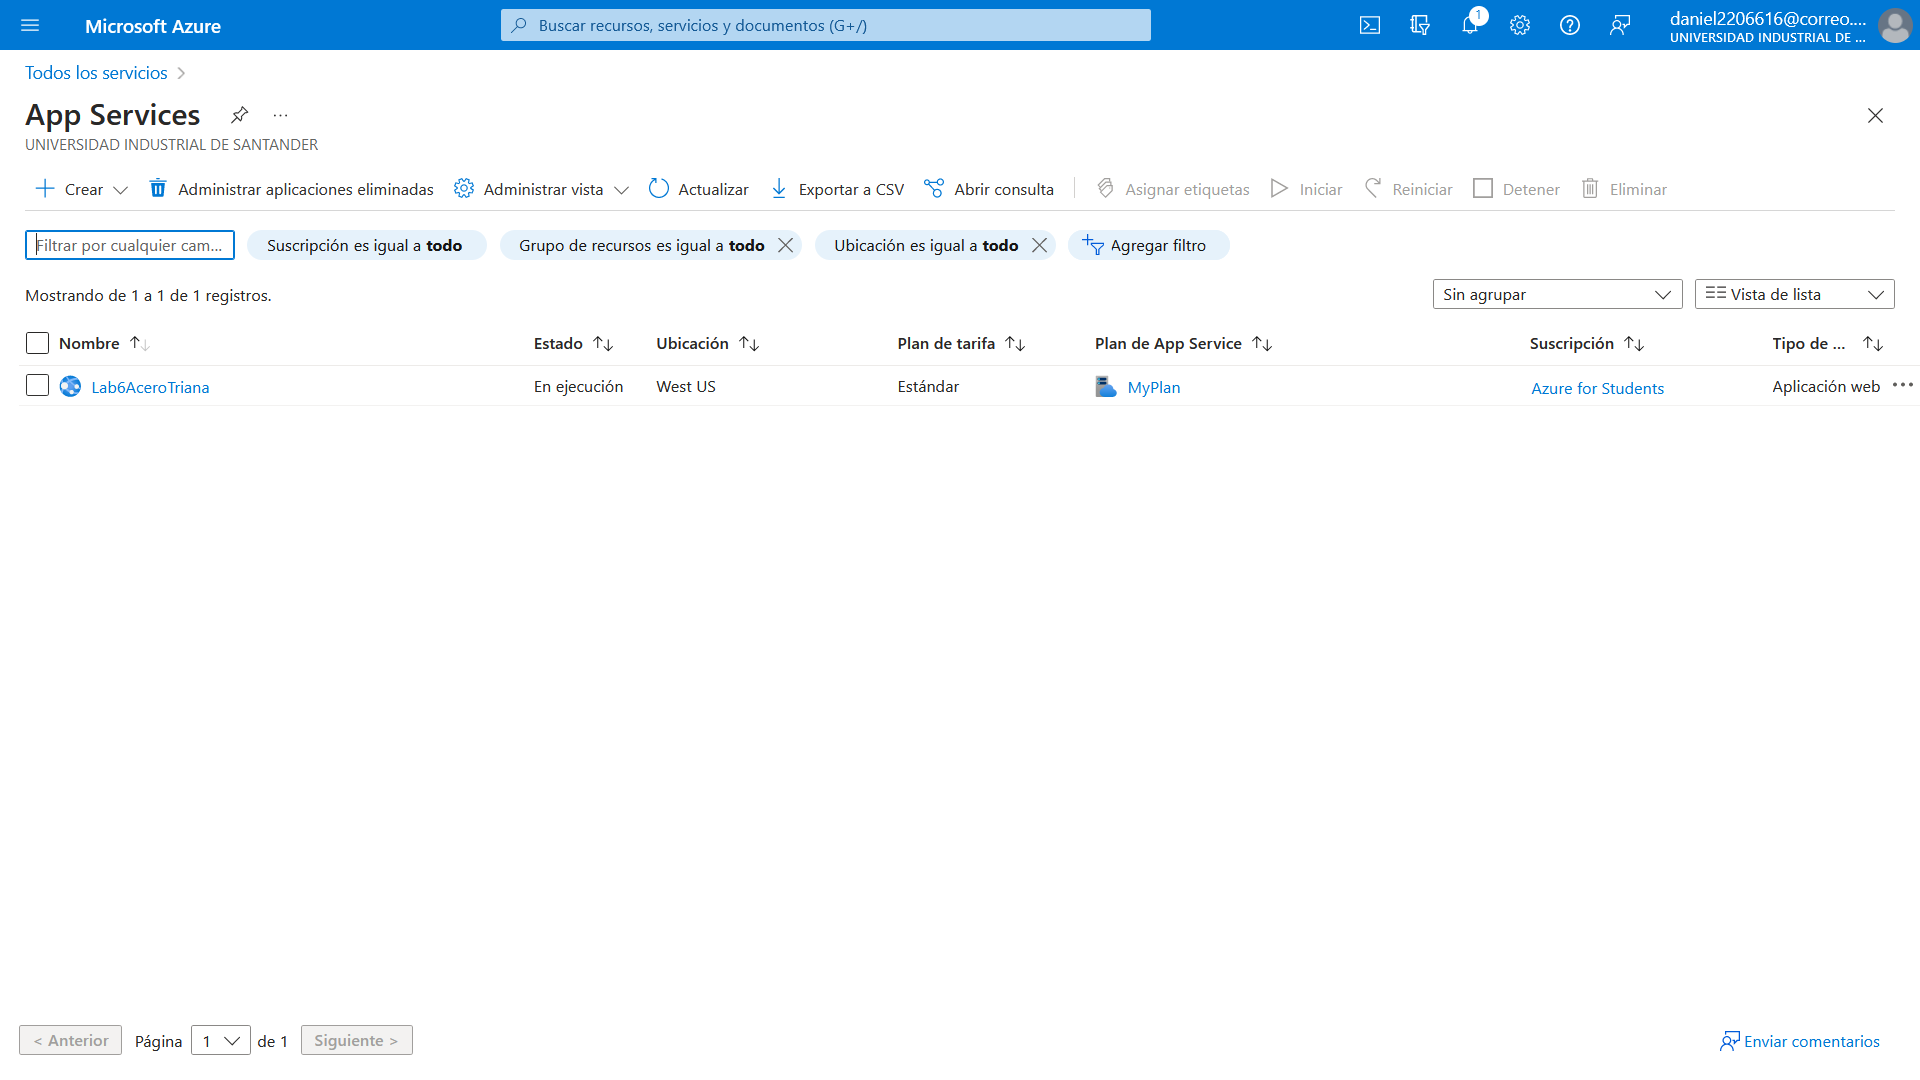 Microsoft Azure
Buscar recursos, servicios y documentos (G+/)
1
daniel2206616@correo....
UNIVERSIDAD INDUSTRIAL DE ...
Todos los servicios
App Services
...
UNIVERSIDAD INDUSTRIAL DE SANTANDER
Crear
Administrar aplicaciones eliminadas
Administrar vista
Actualizar
Exportar a CSV
Abrir consulta
Asignar etiquetas
Iniciar
Reiniciar
Detener
Eliminar
Filtrar por cualquier cam...
Suscripción es igual a todo
Grupo de recursos es igual a todo
Ubicación es igual a todo
Agregar filtro
Mostrando de 1 a 1 de 1 registros.
Sin agrupar
Vista de lista
Nombre
Estado
Ubicación
Plan de tarifa
Plan de App Service
Suscripción
Tipo de ...
Lab6AceroTriana
En ejecución
West US
Estándar
MyPlan
Azure for Students
Aplicación web
< Anterior
Página
1
de 1
Siguiente >
Enviar comentarios